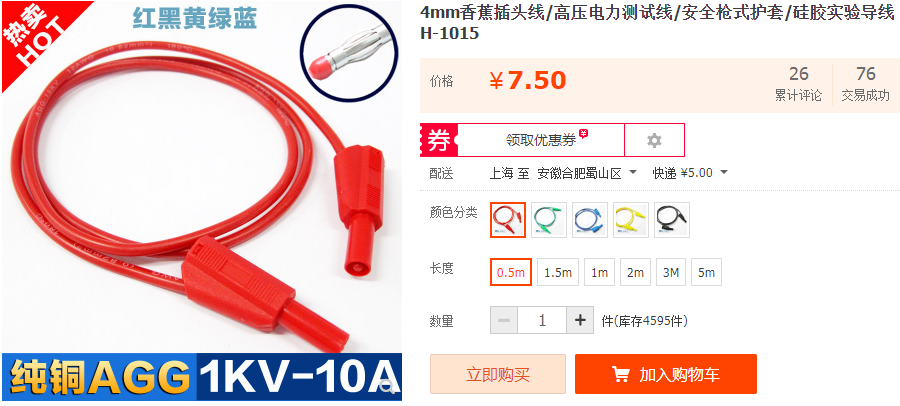 红黑黄绿蓝
热卖
HOT
纯铜AGG
1KV-10A
4mm香蕉插头线/高压电力测试线/安全枪式护套/硅胶实验导线
H-1015
价格
¥7.50
26
累计评论
76
交易成功
券
领取优惠券
配送
上海 至 安徽合肥蜀山区
快递 ¥5.00
颜色分类
长度
0.5m
1.5m
1m
2m
3M
5m
数量
1
件(库存4595件)
立即购买
加入购物车